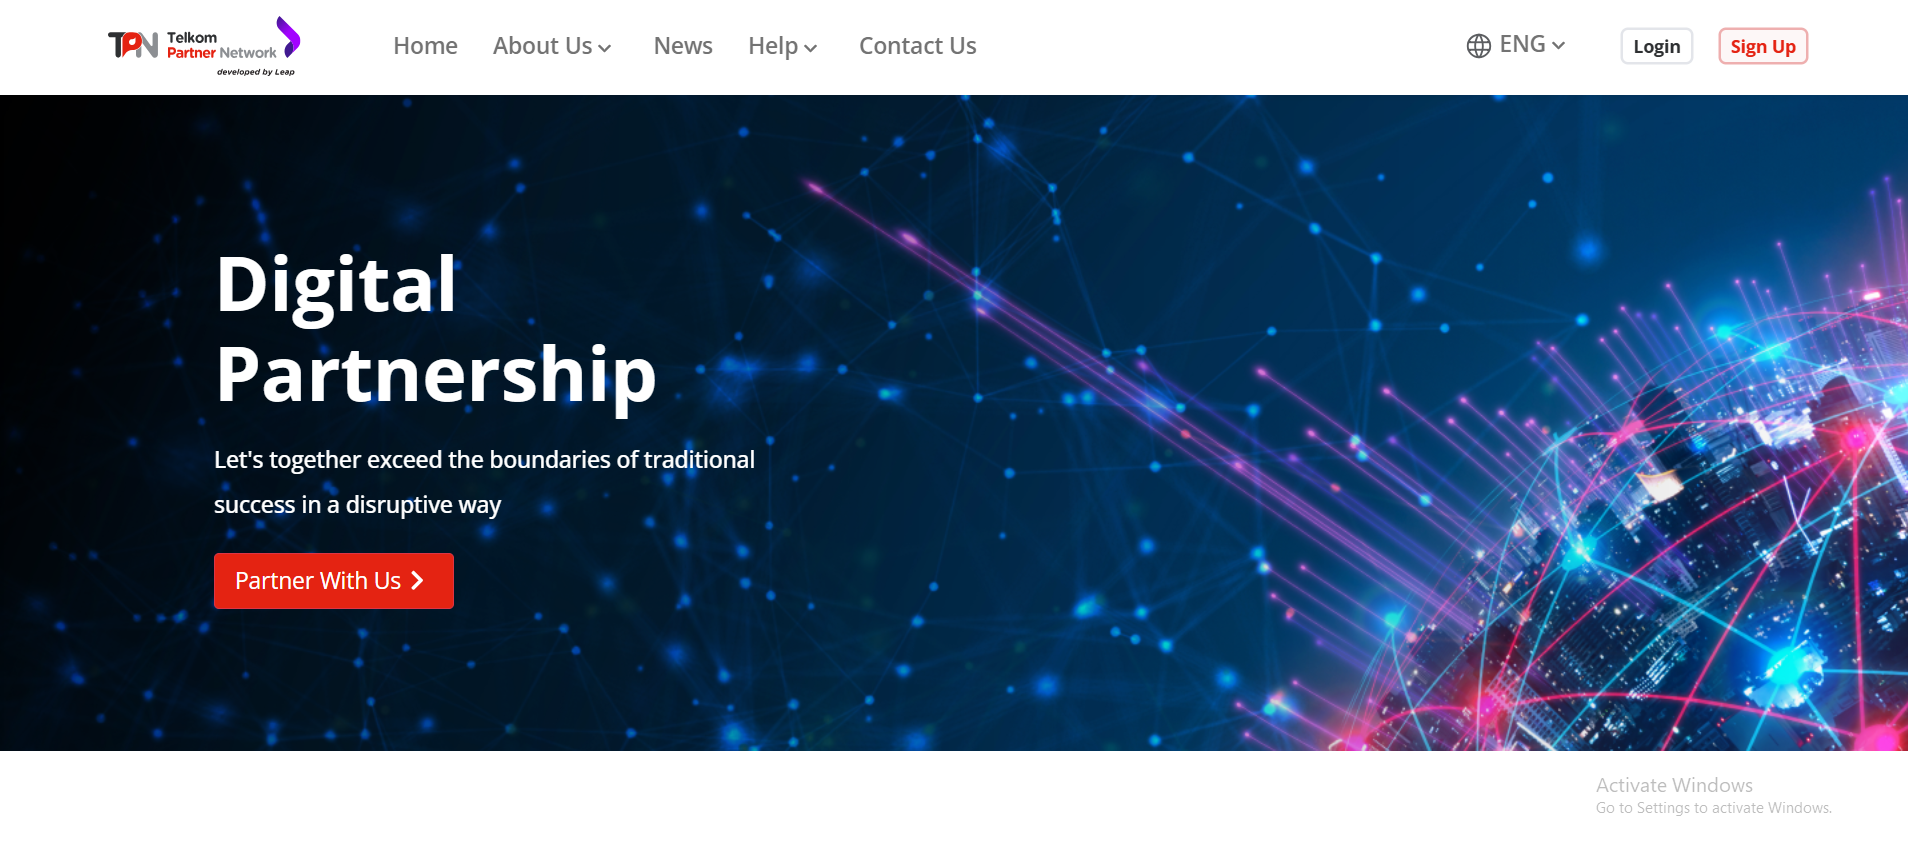 TPN Telkom
Partner Network
developed by Leap
Home About Us News Help Contact Us
ENG Login Sign Up
Digital
Partnership
Let's together exceed the boundaries of traditional
success in a disruptive way
Partner With Us
Activate Windows
Go to Settings to activate Windows.